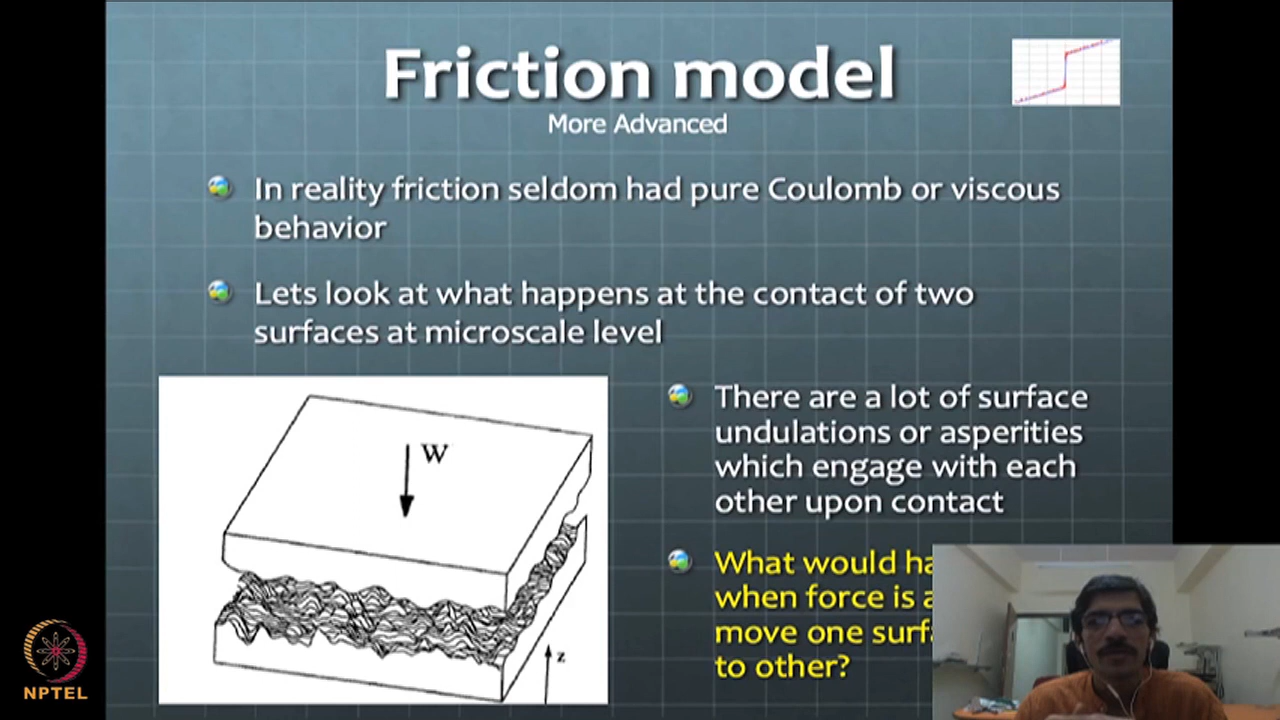 Friction model
More Advanced
In reality friction seldom had pure Coulomb or viscous
behavior
Lets look at what happens at the contact of two
surfaces at microscale level
W
z
There are a lot of surface
undulations or asperities
which engage with each
other upon contact
What would
when force is
move one
to other?
NPTEL